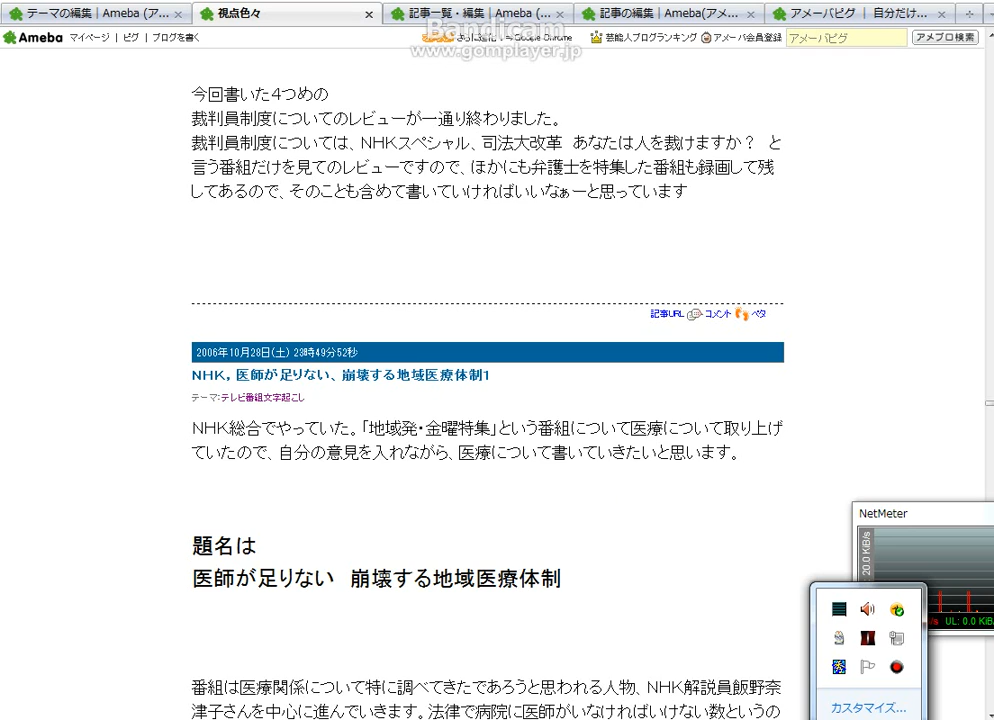 テーマの編集｜Ameba (ア...
視点色々
記事一覧・編集｜Ameba (...
記事の編集｜Ameba(アメ...
アメーバピグ ｜ 自分だけ...
Ameba マイページ | ピグ | ブログを書く
芸能人ブログランキング アメーバ会員登録 アメーバピグ アメブロ検索
Bandicam
www.gomplayer.jp
今回書いた４つめの
裁判員制度についてのレビューが一通り終わりました。
裁判員制度については、NHKスペシャル、司法大改革　あなたは人を裁けますか？　と
言う番組だけを見てのレビューですので、ほかにも弁護士を特集した番組も録画して残
してあるので、そのことも含めて書いていければいいなぁーと思っています
記事URL コメント ペタ
2006年10月28日(土) 23時49分52秒
NHK，医師が足りない、崩壊する地域医療体制1
テーマ:テレビ番組文字起こし
NHK総合でやっていた。「地域発・金曜特集」という番組について医療について取り上げ
ていたので、自分の意見を入れながら、医療について書いていきたいと思います。
題名は
医師が足りない　崩壊する地域医療体制
番組は医療関係について特に調べてきたであろうと思われる人物、NHK解説員飯野奈
津子さんを中心に進んでいきます。法律で病院に医師がいなければいけない数というの
NetMeter
20.0 KiB/s
UL: 0.0 KiB
カスタマイズ...